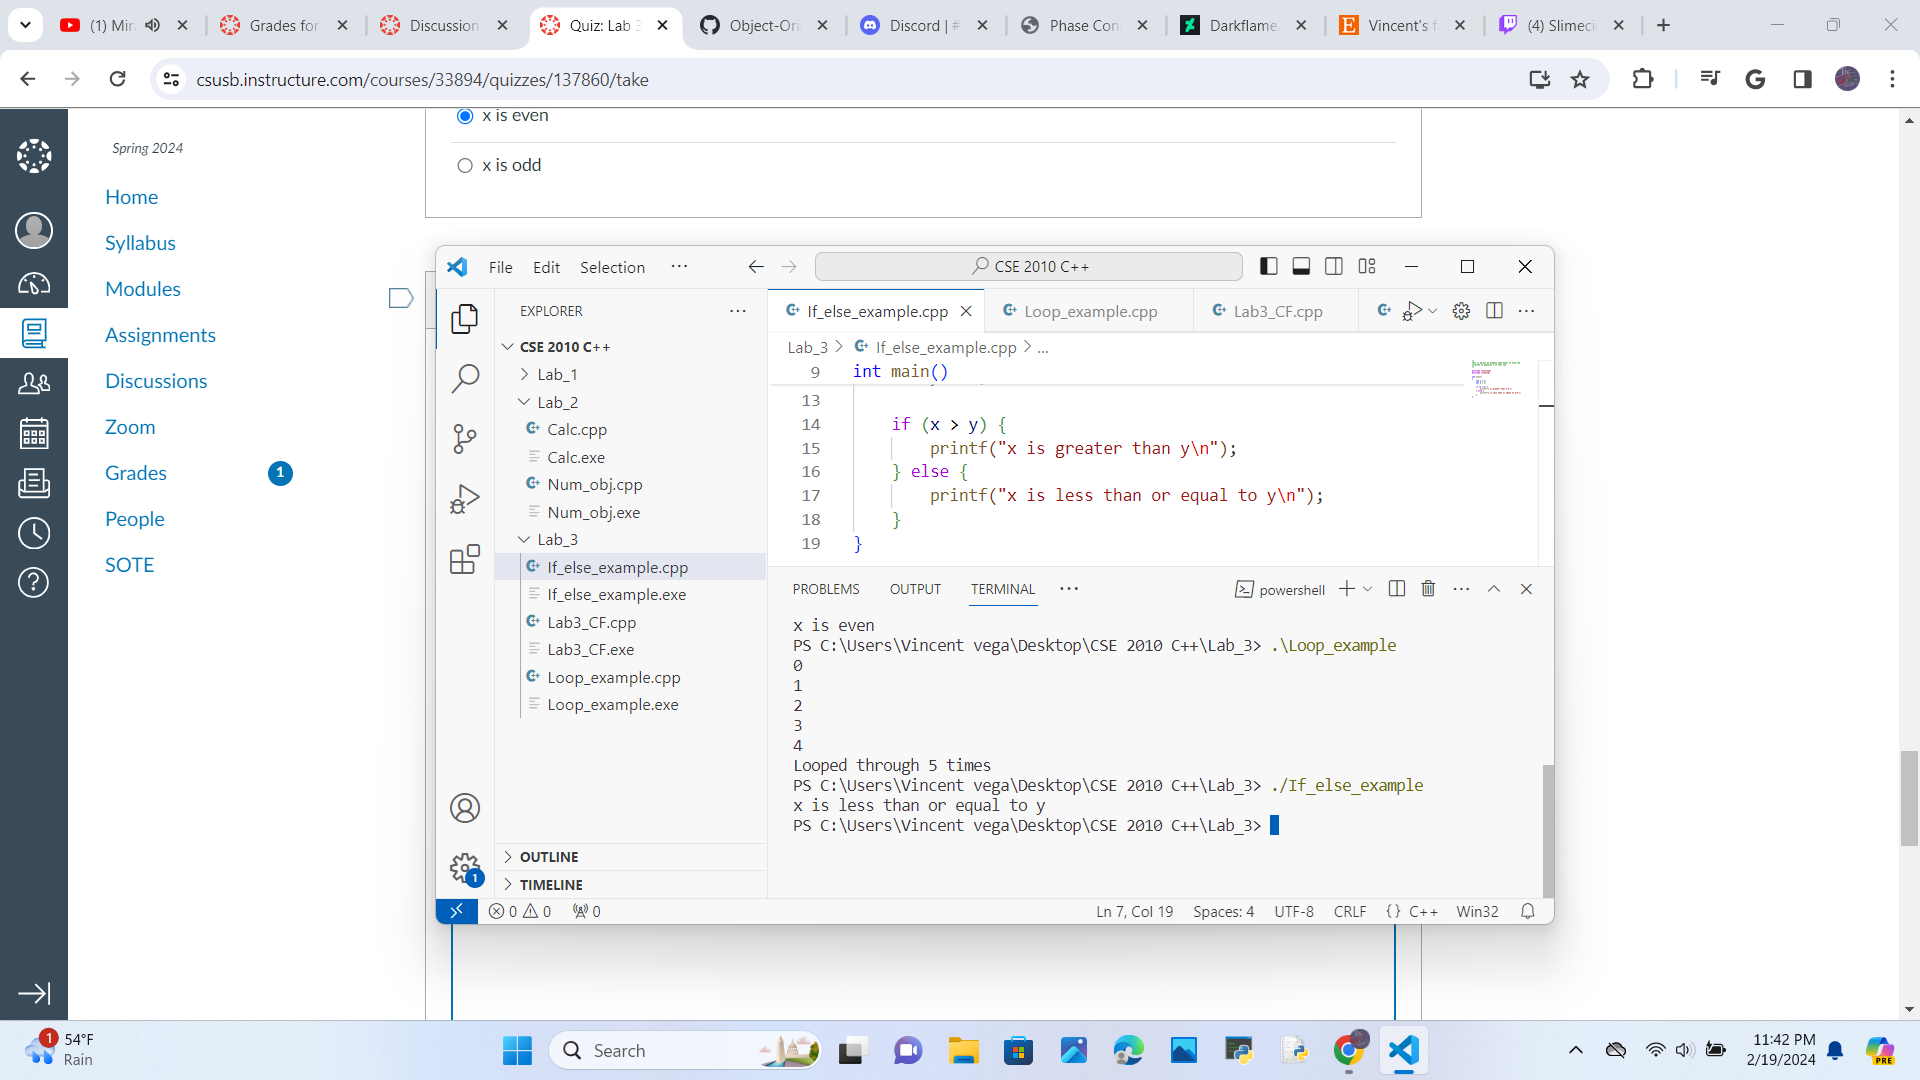 (1) Mir
Grades for
Discussion
Quiz: Lab 3
Object-Ori
Discord | #
Phase Con
Darkflame
Vincent's f
(4) Slimeci
csusb.instructure.com/courses/33894/quizzes/137860/take
Spring 2024
Home
Syllabus
Modules
Assignments
Discussions
Zoom
Grades
1
People
SOTE
x is even
x is odd
File
Edit
Selection
CSE 2010 C++
EXPLORER
CSE 2010 C++
Lab_1
Lab_2
Calc.cpp
Calc.exe
Num_obj.cpp
Num_obj.exe
Lab_3
If_else_example.cpp
If_else_example.exe
Lab3_CF.cpp
Lab3_CF.exe
Loop_example.cpp
Loop_example.exe
OUTLINE
TIMELINE
1
If_else_example.cpp
Loop_example.cpp
Lab3_CF.cpp
Lab_3 > If_else_example.cpp > ...
9 int main()
13
14 if (x > y) {
15 printf("x is greater than y\n");
16 } else {
17 printf("x is less than or equal to y\n");
18 }
19 }
PROBLEMS
OUTPUT
TERMINAL
powershell
x is even
PS C:\Users\Vincent vega\Desktop\CSE 2010 C++\Lab_3> .\Loop_example
0
1
2
3
4
Looped through 5 times
PS C:\Users\Vincent vega\Desktop\CSE 2010 C++\Lab_3> ./If_else_example
x is less than or equal to y
PS C:\Users\Vincent vega\Desktop\CSE 2010 C++\Lab_3>
0 0 0
Ln 7, Col 19
Spaces: 4
UTF-8
CRLF
{} C++
Win32
1
54°F
Rain
Search
11:42 PM
2/19/2024
PRE